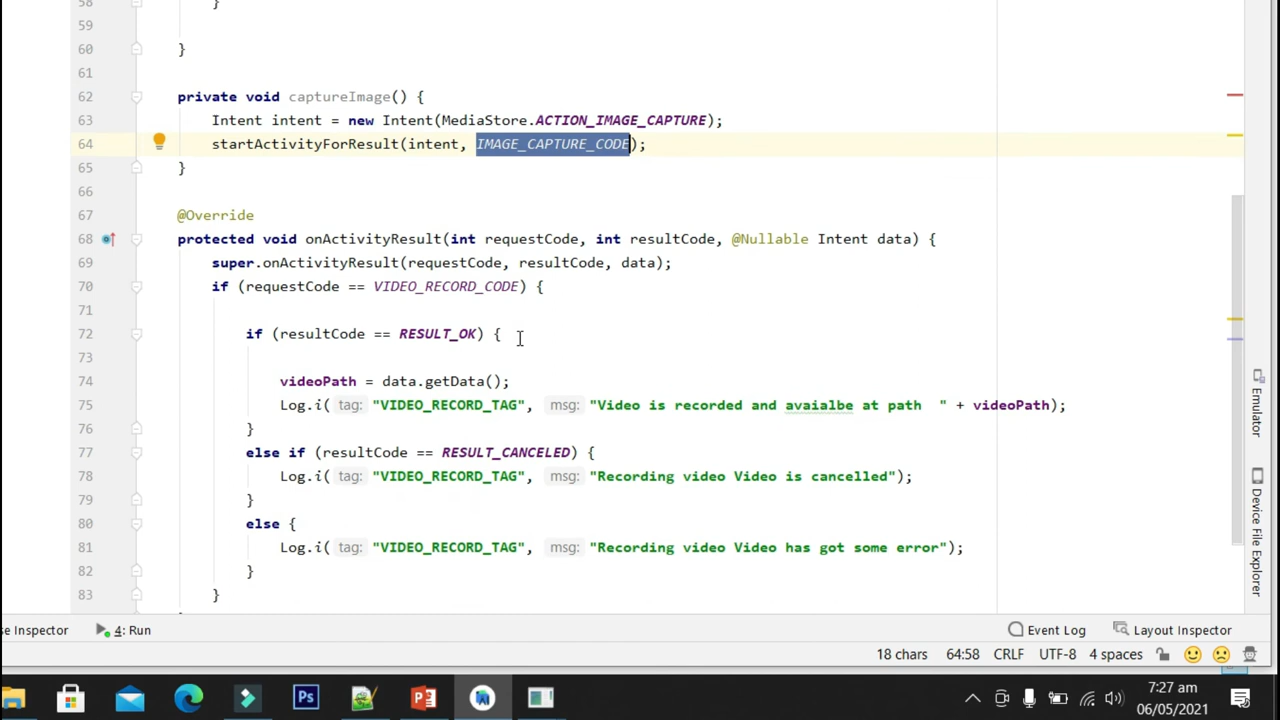 58 }
59
60 }
61
62 private void captureImage() {
63 Intent intent = new Intent(MediaStore.ACTION_IMAGE_CAPTURE);
64 startActivityForResult(intent, IMAGE_CAPTURE_CODE);
65 }
66
67 @Override
68 protected void onActivityResult(int requestCode, int resultCode, @Nullable Intent data) {
69 super.onActivityResult(requestCode, resultCode, data);
70 if (requestCode == VIDEO_RECORD_CODE) {
71
72 if (resultCode == RESULT_OK) {
73
74 videoPath = data.getData();
75 Log.i( tag: "VIDEO_RECORD_TAG", msg: "Video is recorded and avaialbe at path " + videoPath);
76 }
77 else if (resultCode == RESULT_CANCELED) {
78 Log.i( tag: "VIDEO_RECORD_TAG", msg: "Recording video Video is cancelled");
79 }
80 else {
81 Log.i( tag: "VIDEO_RECORD_TAG", msg: "Recording video Video has got some error");
82 }
83 }
Emulator
Device File Explorer
se Inspector 4: Run Event Log Layout Inspector
18 chars 64:58 CRLF UTF-8 4 spaces
Ps
7:27 am
06/05/2021